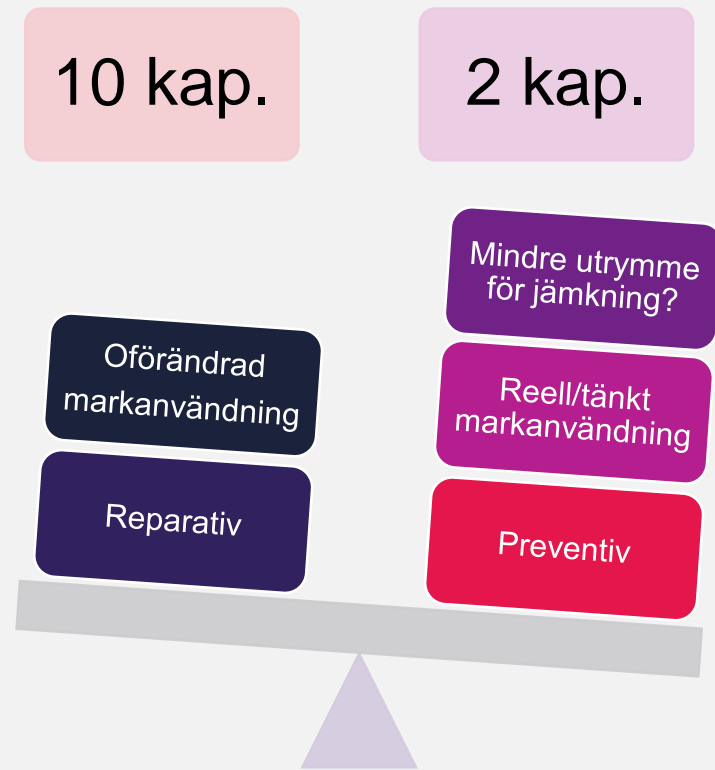 10 kap.
2 kap.
Oförändrad
markanvändning
Reparativ
Mindre utrymme
för jämkning?
Reell/tänkt
markanvändning
Preventiv